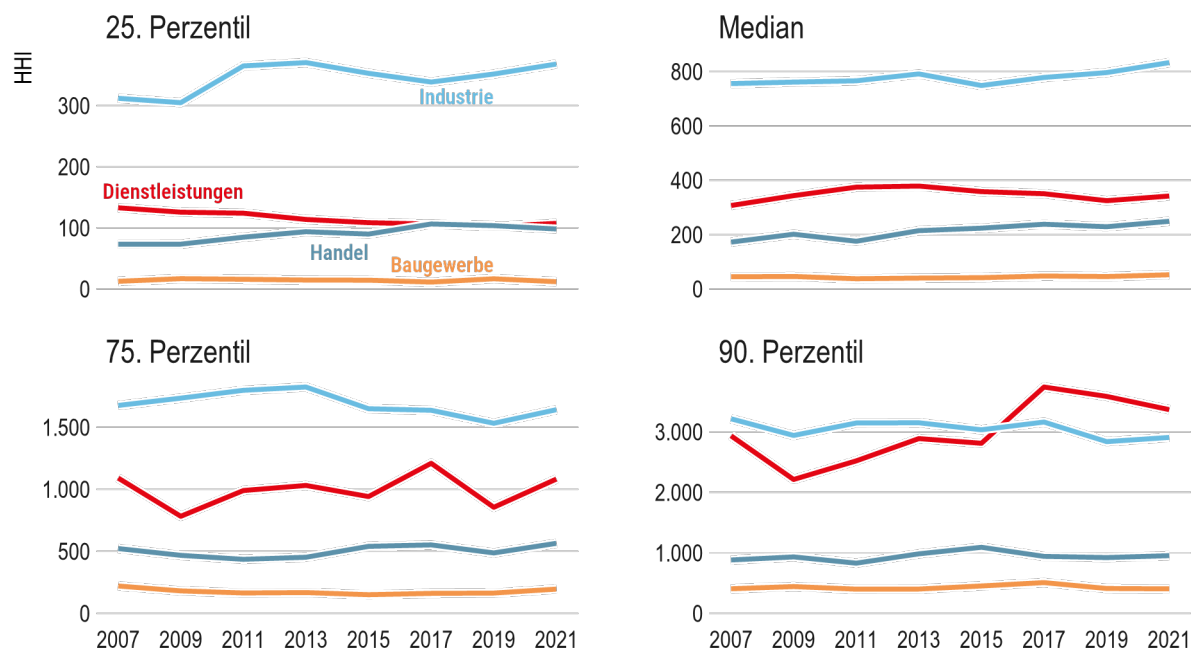 25. Perzentil
HHI
300
200
100
0
Industrie
Dienstleistungen
Handel
Baugewerbe
Median
800
600
400
200
0
75. Perzentil
1.500
1.000
500
0
2007 2009 2011 2013 2015 2017 2019 2021
90. Perzentil
3.000
2.000
1.000
0
2007 2009 2011 2013 2015 2017 2019 2021